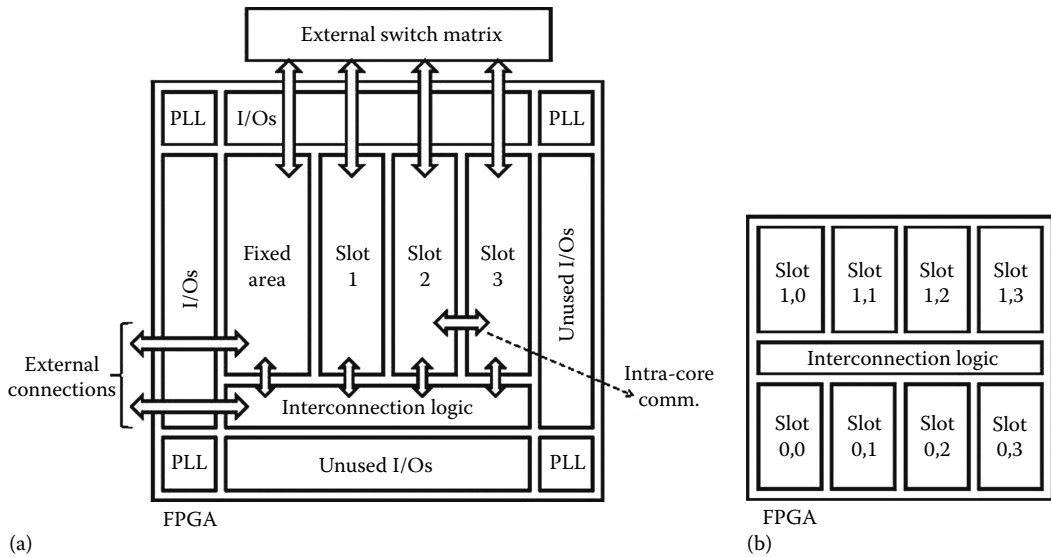 External switch matrix
PLL
I/Os
PLL
I/Os
Fixed
area
Slot
1
Slot
2
Slot
3
Unused I/Os
External
connections
Interconnection logic
Intra-core
comm.
PLL
Unused I/Os
PLL
FPGA
(a)
Slot
1,0
Slot
1,1
Slot
1,2
Slot
1,3
Interconnection logic
Slot
0,0
Slot
0,1
Slot
0,2
Slot
0,3
FPGA
(b)